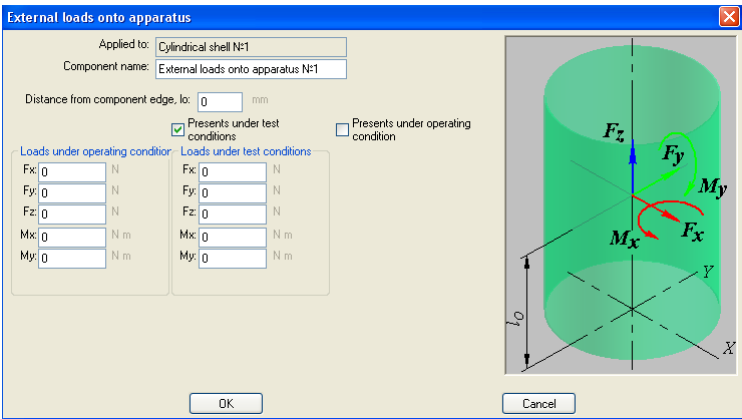 External loads onto apparatus
Applied to: Cylindrical shell №1
Component name: External loads onto apparatus №1
Distance from component edge, lo: 0 mm
Presents under test conditions
Presents under operating condition
Loads under operating condition
Fx: 0 N
Fy: 0 N
Fz: 0 N
Mx: 0 N m
My: 0 N m
Loads under test conditions
Fx: 0 N
Fy: 0 N
Fz: 0 N
Mx: 0 N m
My: 0 N m
Fz
Fy
My
Fx
Mx
Y
lo
X
OK
Cancel